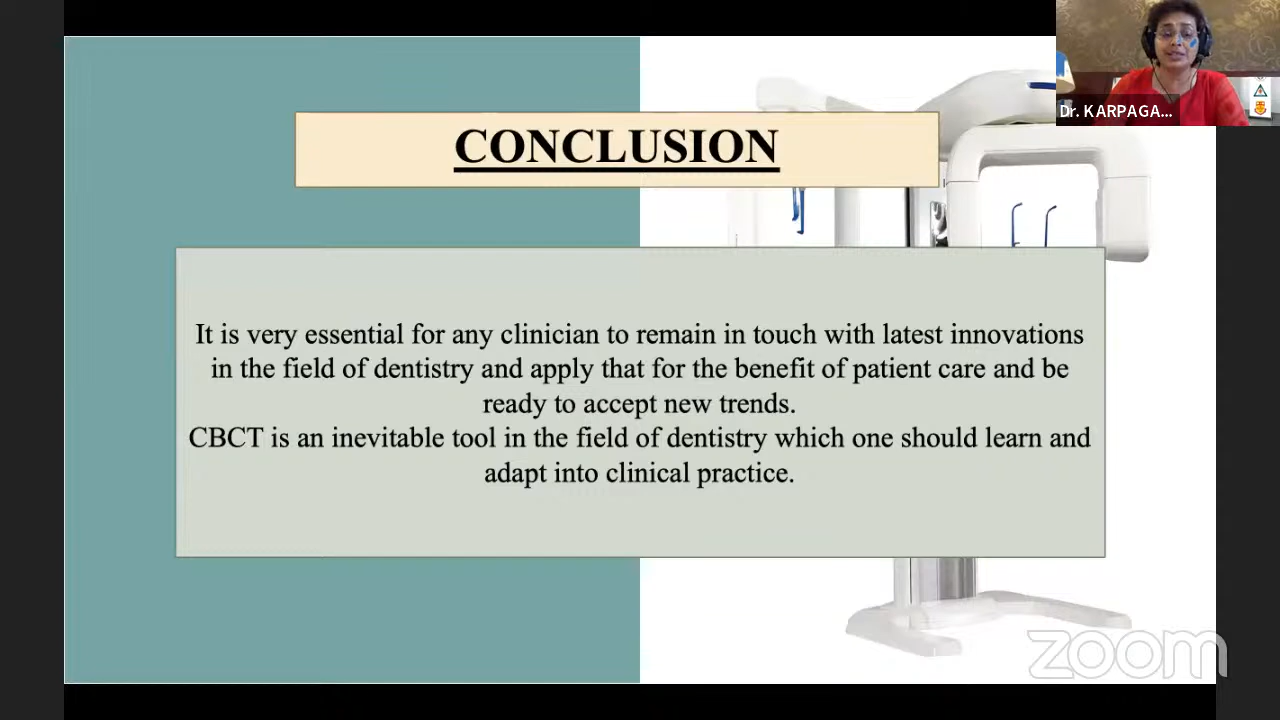 Dr. KARPAGA...
CONCLUSION
It is very essential for any clinician to remain in touch with latest innovations
in the field of dentistry and apply that for the benefit of patient care and be
ready to accept new trends.
CBCT is an inevitable tool in the field of dentistry which one should learn and
adapt into clinical practice.
zoom